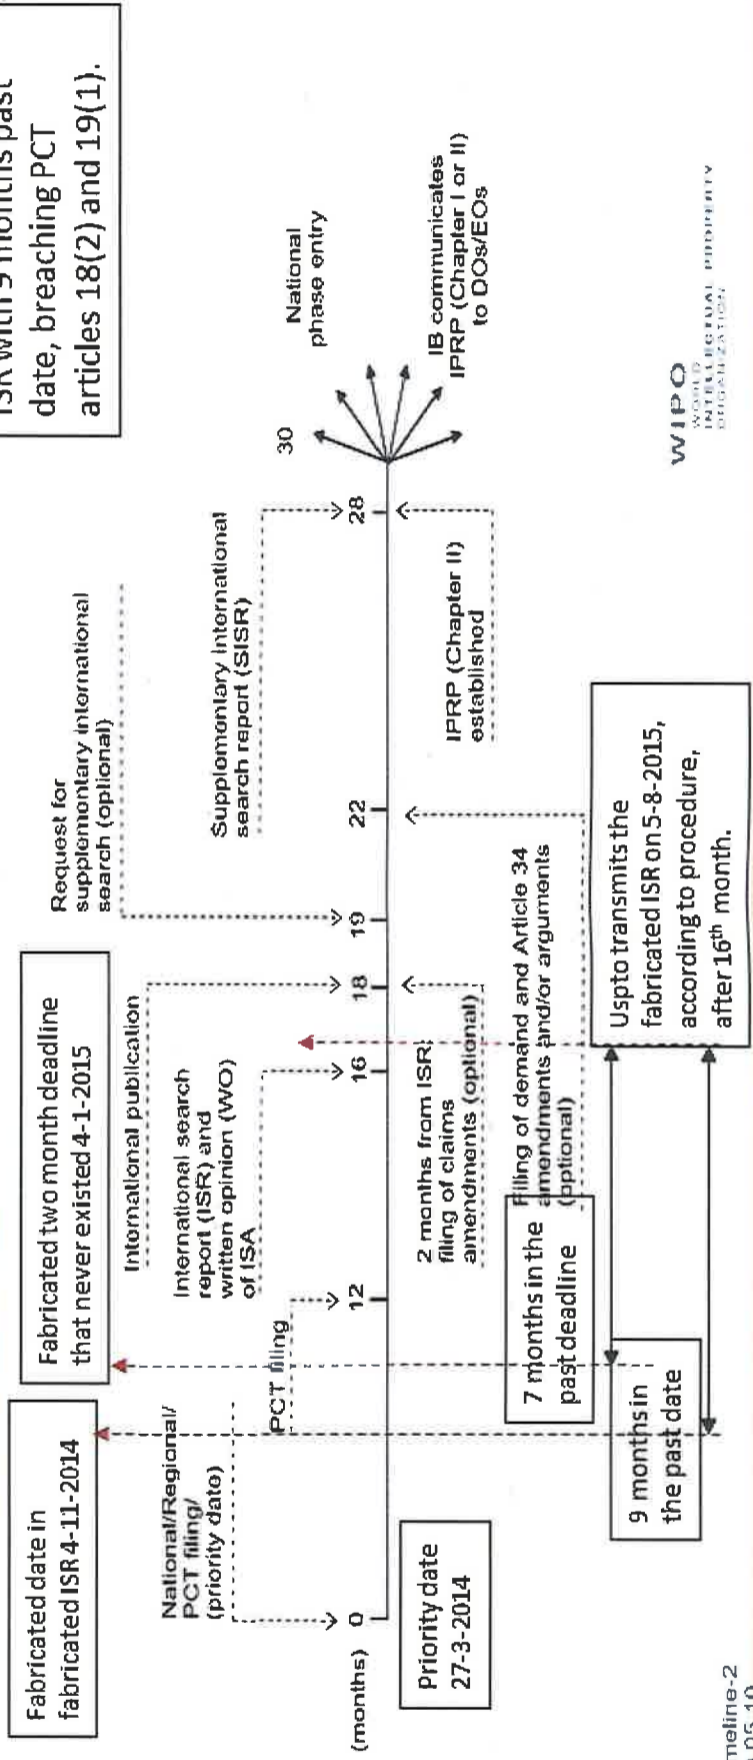 ISR with 9 months past
date, breaching PCT
articles 18(2) and 19(1).
Fabricated date in
fabricated ISR 4-11-2014
Fabricated two month deadline
that never existed 4-1-2015
Request for
supplementary international
search (optional)
National/Regional/
PCT filing/
(priority date)
PCT filing
International publication
International search
report (ISR) and
written opinion (WO)
of ISA
Supplementary international
search report (SISR)
National
phase entry
(months)
0
12
16
18
19
22
28
30
Priority date
27-3-2014
2 months from ISR:
filing of claims
amendments (optional)
Filing of demand and Article 34
amendments and/or arguments
(optional)
IPRP (Chapter II)
established
IB communicates
IPRP (Chapter I or II)
to DOs/EOs
7 months in the
past deadline
9 months in
the past date
Uspto transmits the
fabricated ISR on 5-8-2015,
according to procedure,
after 16th month.
WIPO
WORLD
INTELLECTUAL PROPERTY
ORGANIZATION
meline-2